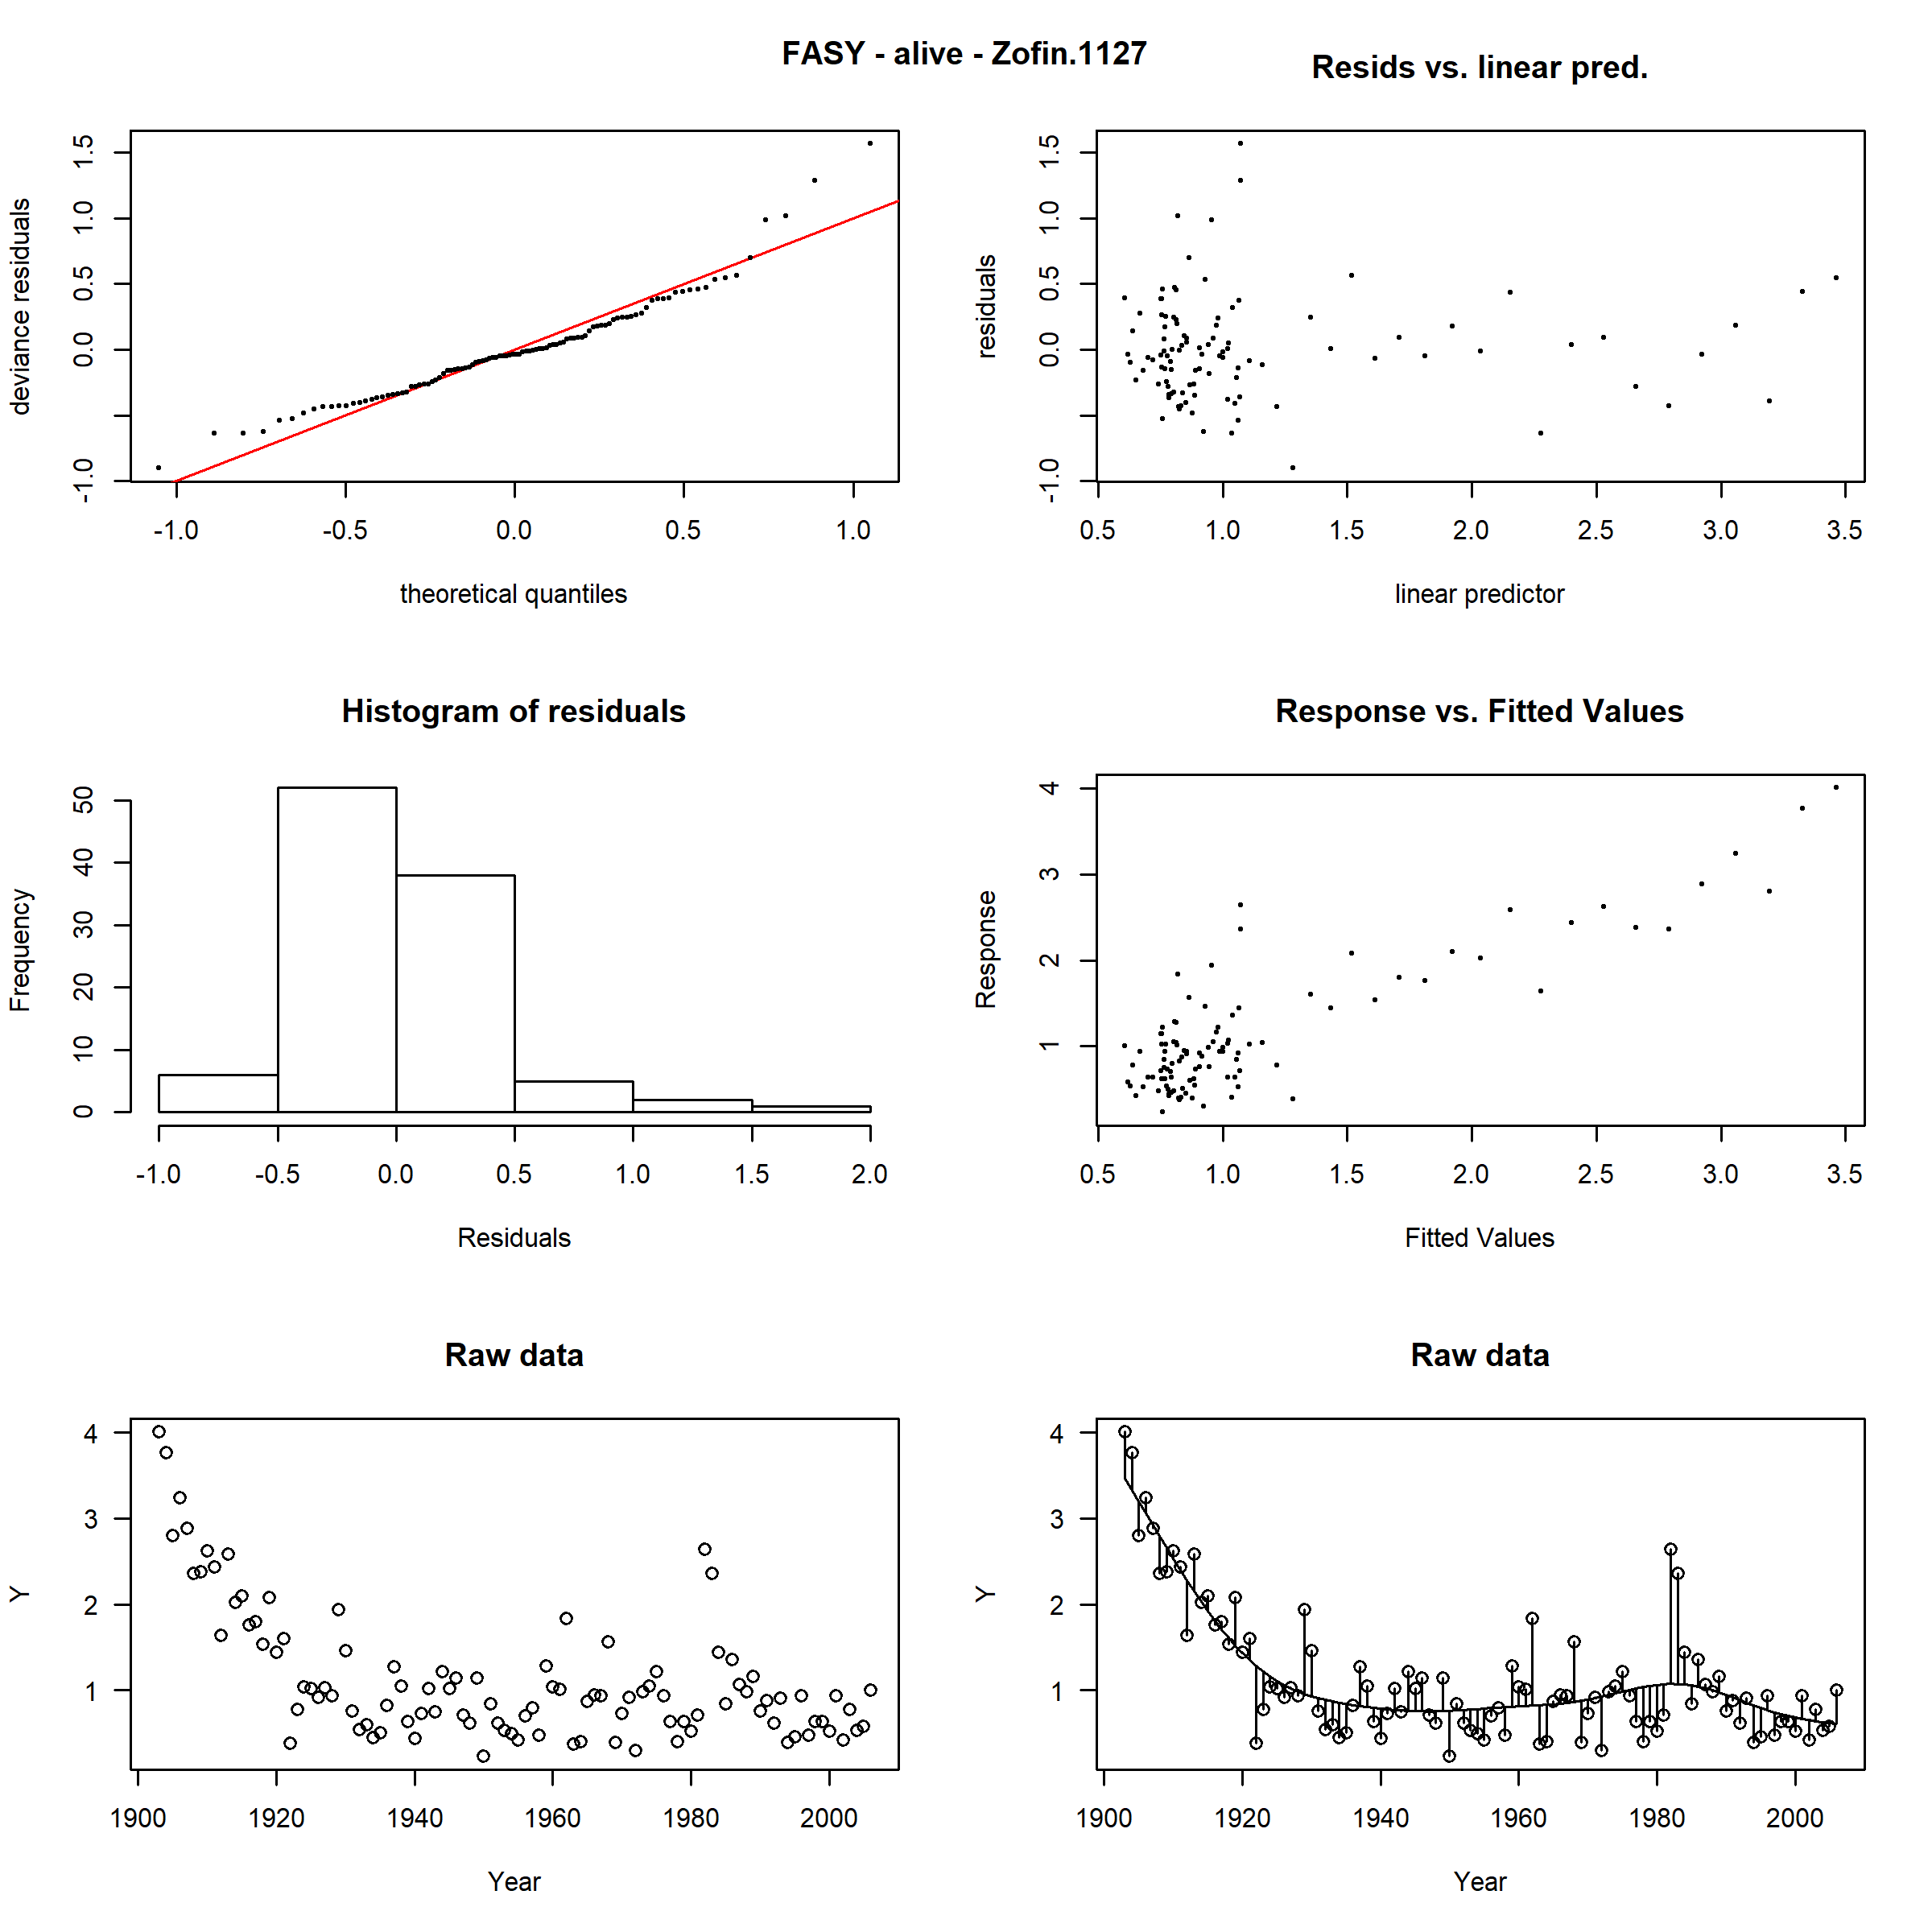 FASY - alive - Zofin.1127
Resids vs. linear pred.
deviance residuals
-1.0 0.0 0.5 1.0 1.5
-1.0 -0.5 0.0 0.5 1.0
theoretical quantiles
residuals
-1.0 0.0 0.5 1.0 1.5
0.5 1.0 1.5 2.0 2.5 3.0 3.5
linear predictor
Histogram of residuals
Frequency
0 10 20 30 40 50
-1.0 -0.5 0.0 0.5 1.0 1.5 2.0
Residuals
Response vs. Fitted Values
Response
1 2 3 4
0.5 1.0 1.5 2.0 2.5 3.0 3.5
Fitted Values
Raw data
Y
1 2 3 4
1900 1920 1940 1960 1980 2000
Year
Raw data
Y
1 2 3 4
1900 1920 1940 1960 1980 2000
Year